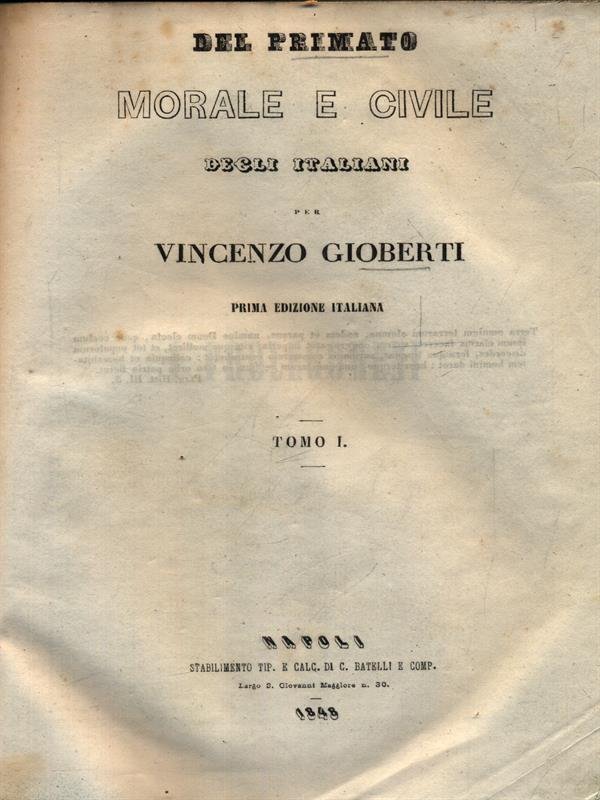 DEL PRIMATO
MORALE E CIVILE
DEGLI ITALIANI
PER
VINCENZO GIOBERTI
PRIMA EDIZIONE ITALIANA
TOMO I.
NAPOLI
STABILIMENTO TIP. E CALC. DI C. BATELLI E COMP.
Largo S. Giovanni Maggiore n. 30.
1848